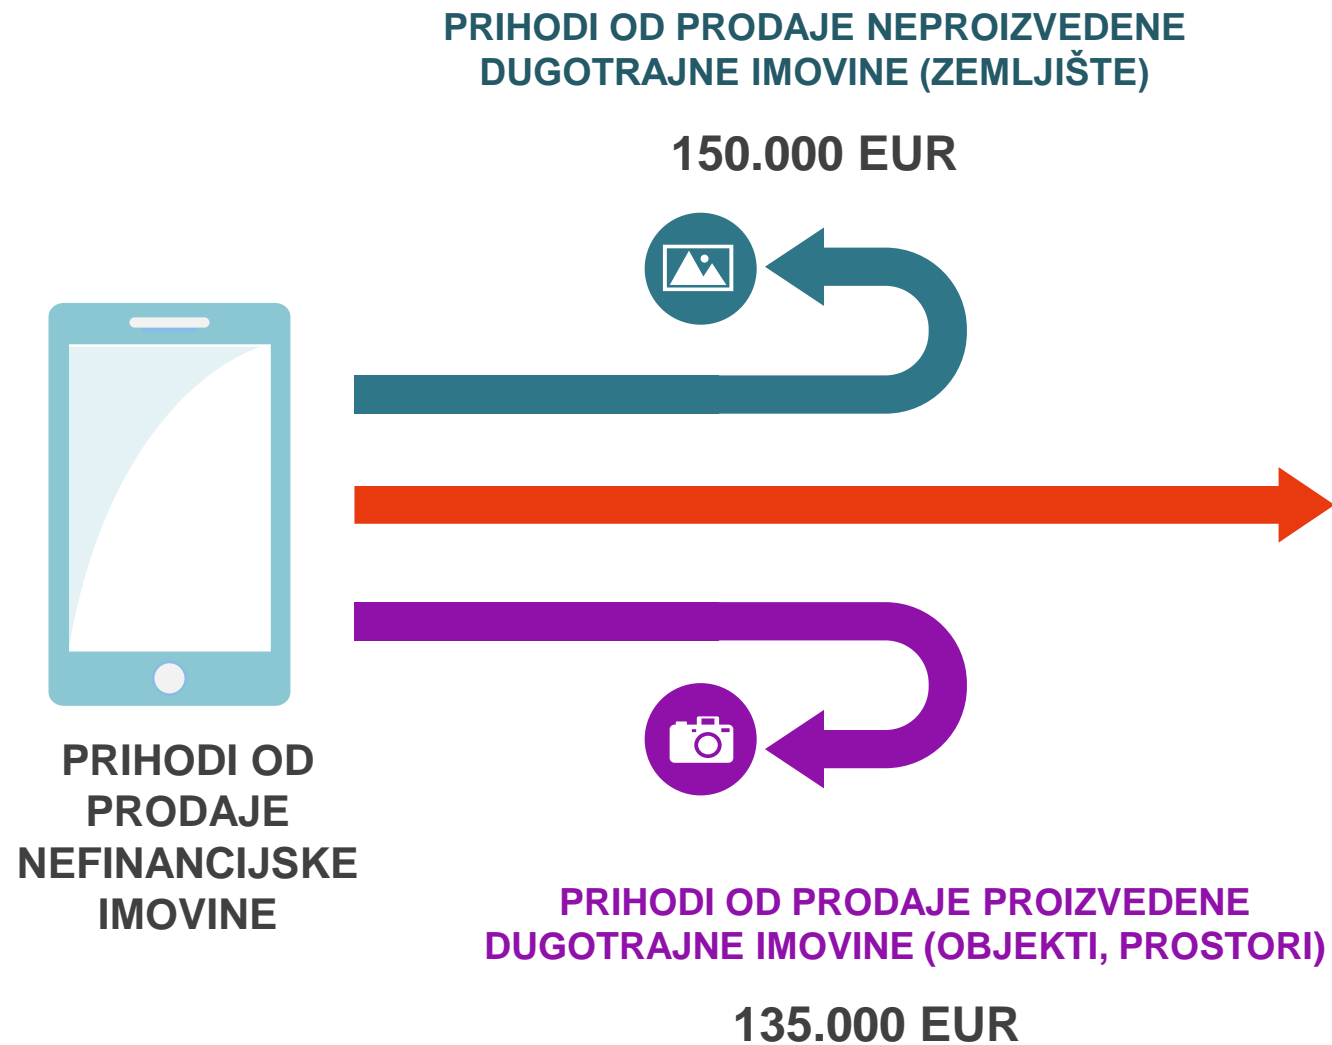 PRIHODI OD PRODAJE NEPROIZVEDENE
DUGOTRAJNE IMOVINE (ZEMLJIŠTE)
150.000 EUR
PRIHODI OD
PRODAJE
NEFINANCIJSKE
IMOVINE
PRIHODI OD PRODAJE PROIZVEDENE
DUGOTRAJNE IMOVINE (OBJEKTI, PROSTORI)
135.000 EUR